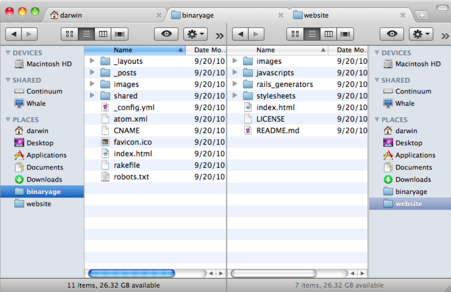 darwin
binaryage
website
Name
Date Mo...
Name
Date Mo...
DEVICES
Macintosh HD
SHARED
Continuum
Whale
PLACES
darwin
Desktop
Applications
Documents
Downloads
binaryage
website
_layouts 9/20/10
_posts 9/20/10
images 9/20/10
shared 9/20/10
_config.yml 9/20/10
atom.xml 9/20/10
CNAME 9/20/10
favicon.ico 9/20/10
index.html 9/20/10
rakefile 9/20/10
robots.txt 9/20/10
images 9/20/10
javascripts 9/20/10
rails_generators 9/20/10
stylesheets 9/20/10
index.html 9/20/10
LICENSE 9/20/10
README.md 9/20/10
DEVICES
Macintosh HD
SHARED
Continuum
Whale
PLACES
darwin
Desktop
Applications
Documents
Downloads
binaryage
website
11 items, 26.32 GB available
7 items, 26.32 GB available